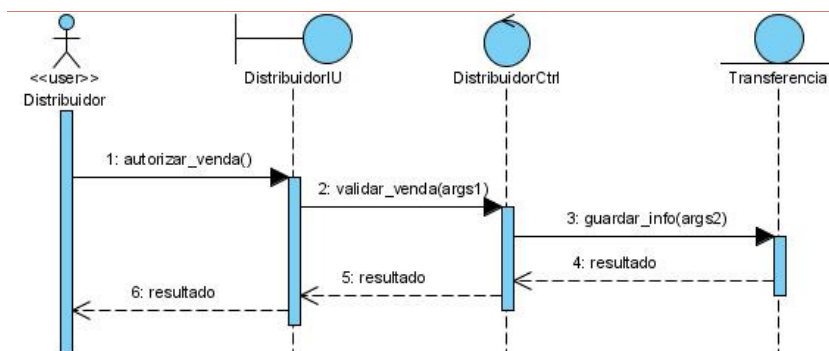 <<user>>
Distribuidor
DistribuidorIU
DistribuidorCtrl
Transferencia
1: autorizar_venda()
2: validar_venda(args1)
3: guardar_info(args2)
4: resultado
5: resultado
6: resultado